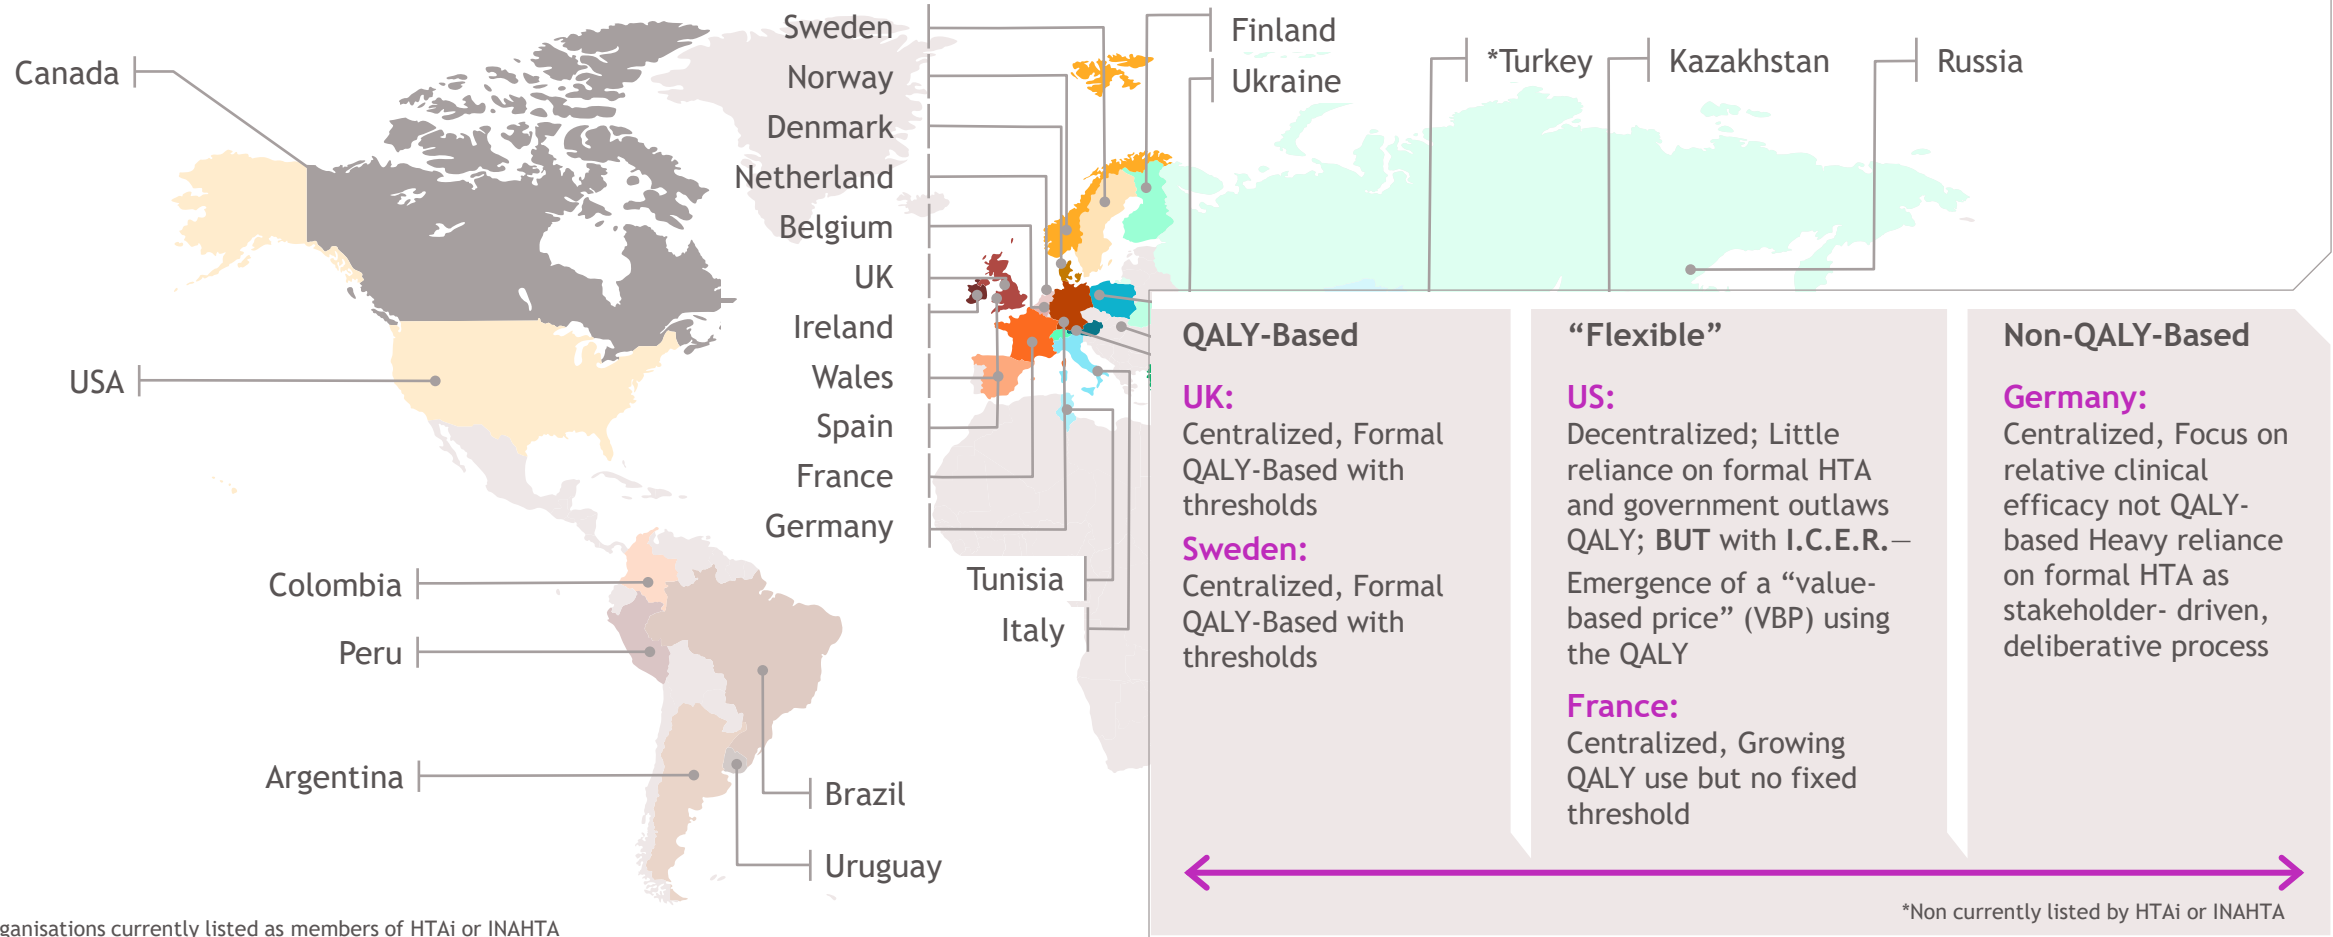 Canada
USA
Colombia
Peru
Argentina
Brazil
Uruguay
Sweden
Norway
Denmark
Netherland
Belgium
UK
Ireland
Wales
Spain
France
Germany
Tunisia
Italy
Finland
Ukraine
*Turkey
Kazakhstan
Russia
QALY-Based
UK:
Centralized, Formal
QALY-Based with
thresholds
Sweden:
Centralized, Formal
QALY-Based with
thresholds
“Flexible”
US:
Decentralized; Little
reliance on formal HTA
and government outlaws
QALY; BUT with I.C.E.R.—
Emergence of a “value-
based price” (VBP) using
the QALY
France:
Centralized, Growing
QALY use but no fixed
threshold
Non-QALY-Based
Germany:
Centralized, Focus on
relative clinical
efficacy not QALY-
based Heavy reliance
on formal HTA as
stakeholder- driven,
deliberative process
*Non currently listed by HTAi or INAHTA
ganisations currently listed as members of HTAi or INAHTA